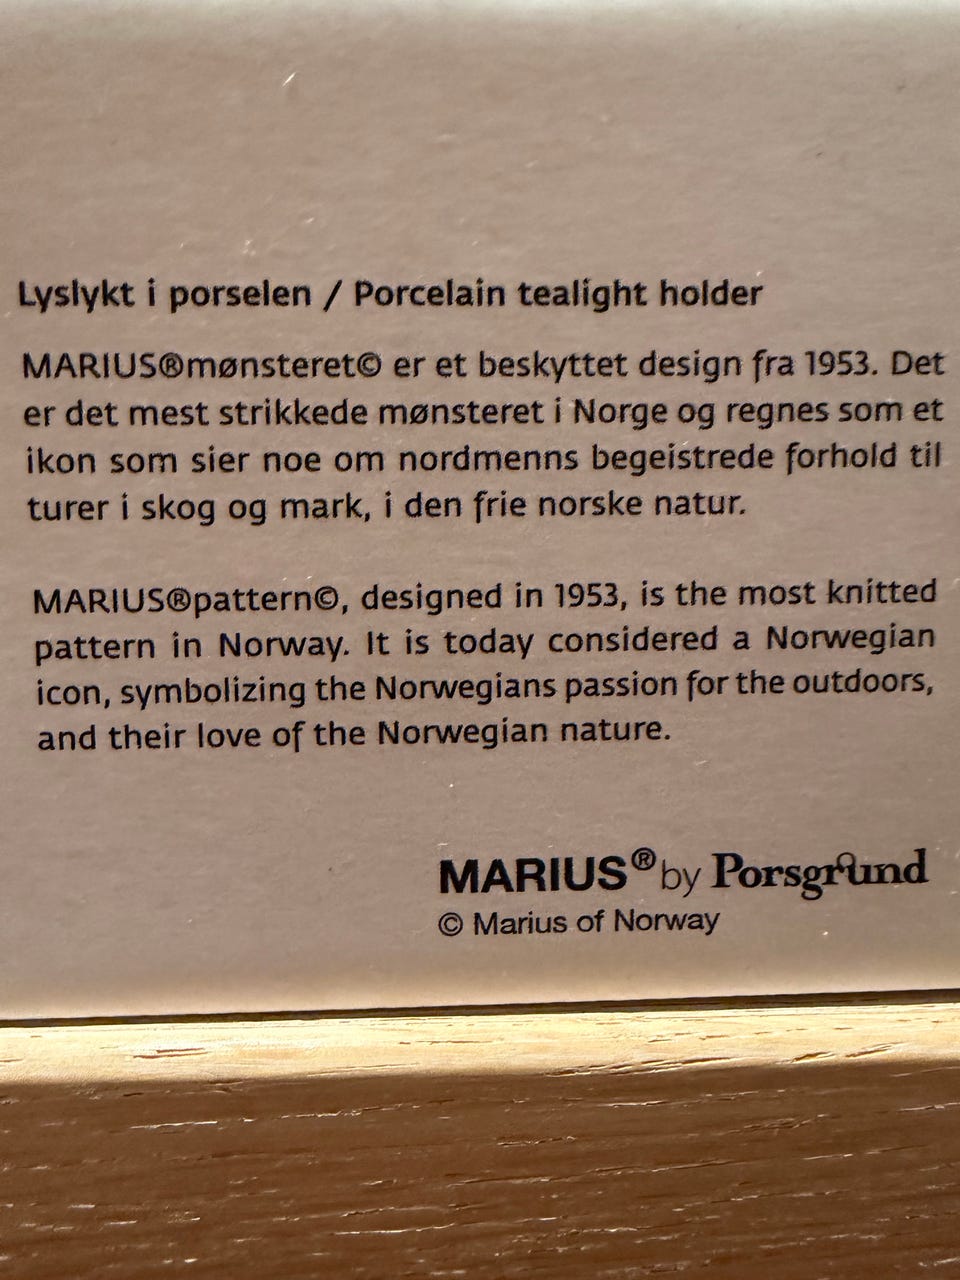 Lyslykt i porselen / Porcelain tealight holder
MARIUS®mønsteret© er et beskyttet design fra 1953. Det
er det mest strikkede mønsteret i Norge og regnes som et
ikon som sier noe om nordmenns begeistrede forhold til
turer i skog og mark, i den frie norske natur.
MARIUS®pattern©, designed in 1953, is the most knitted
pattern in Norway. It is today considered a Norwegian
icon, symbolizing the Norwegians passion for the outdoors,
and their love of the Norwegian nature.
MARIUS® by Porsgrund
© Marius of Norway